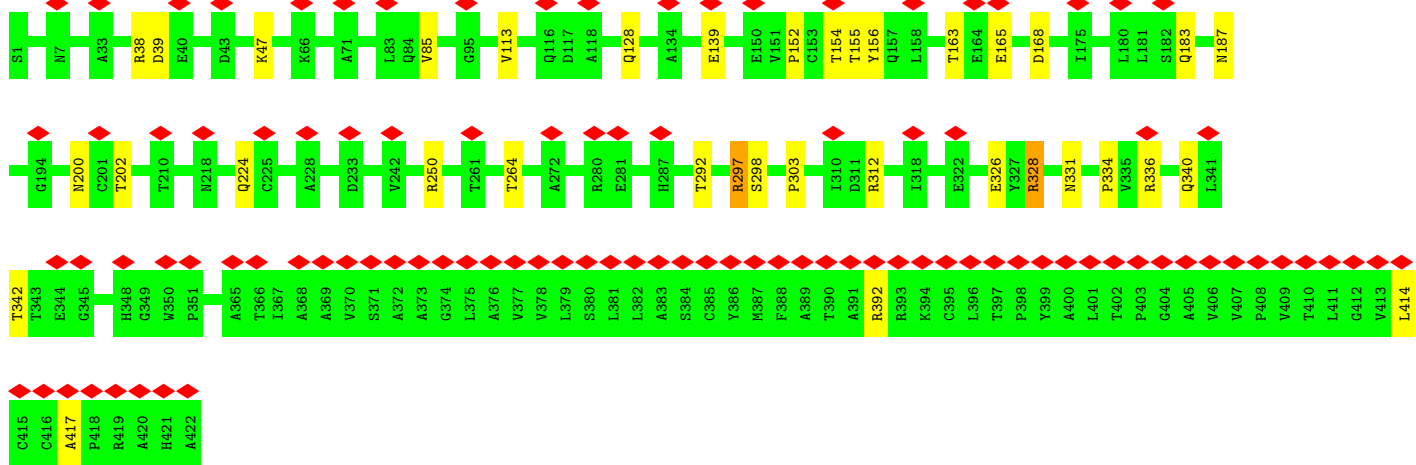 S1 N7 A33 R38 D39 E40 D43 K47 K66 A71 L83 Q84 V85 G95 V113 Q116 D117 A118 Q128 A134 E139 E150 V151 P152 C153 T154 T155 Y156 Q157 L158 T163 E164 E165 D168 I175 L180 L181 S182 Q183 N187
G194 N200 C201 T202 T210 N218 Q224 C225 A228 D233 V242 R250 T261 T264 A272 R280 E281 H287 T292 R297 S298 P303 I310 D311 R312 I318 E322 E326 Y327 R328 N331 P334 V335 R336 Q340 L341
T342 T343 E344 G345 H348 G349 W350 P351 A365 T366 I367 A368 A369 V370 S371 A372 A373 G374 L375 A376 V377 V378 L379 S380 L381 L382 A383 S384 C385 Y386 M387 F388 A389 T390 A391 R392 R393 K394 C395 L396 T397 P398 Y399 A400 L401 T402 P403 G404 A405 V406 V407 P408 V409 T410 L411 G412 V413 L414
C415 C416 A417 P418 R419 A420 H421 A422